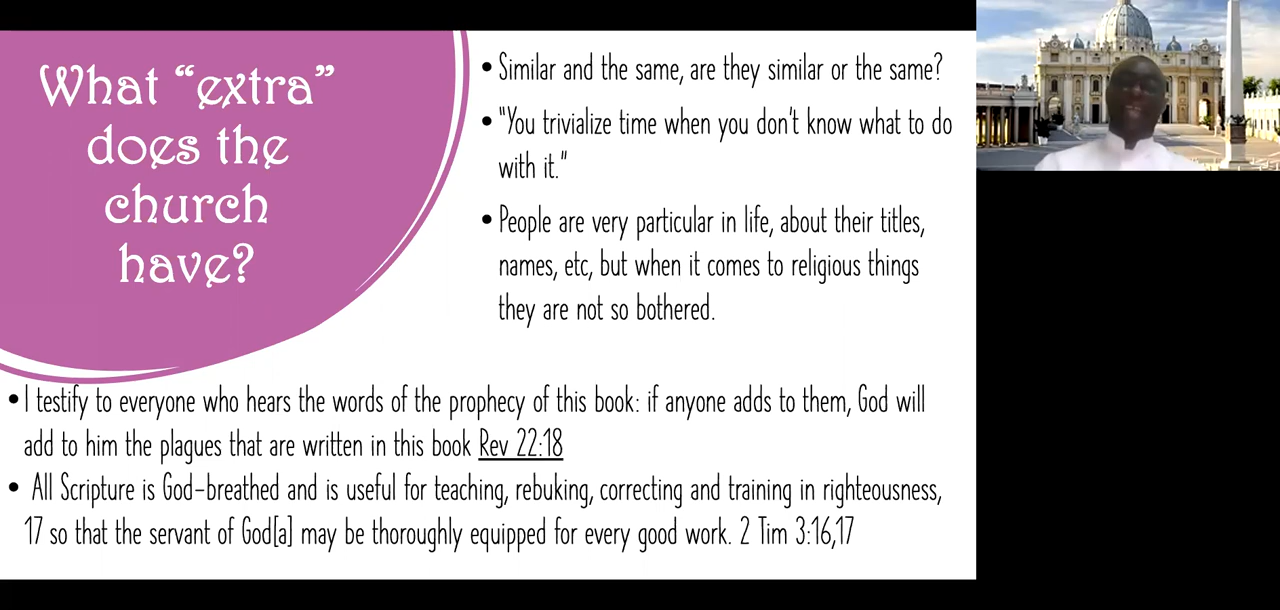 What “extra”
does the
church
have?
• Similar and the same, are they similar or the same?
• "You trivialize time when you don't know what to do
with it."
• People are very particular in life, about their titles,
names, etc, but when it comes to religious things
they are not so bothered.
• I testify to everyone who hears the words of the prophecy of this book: if anyone adds to them, God will
add to him the plagues that are written in this book Rev 22:18
• All Scripture is God-breathed and is useful for teaching, rebuking, correcting and training in righteousness,
17 so that the servant of God[a] may be thoroughly equipped for every good work. 2 Tim 3:16,17